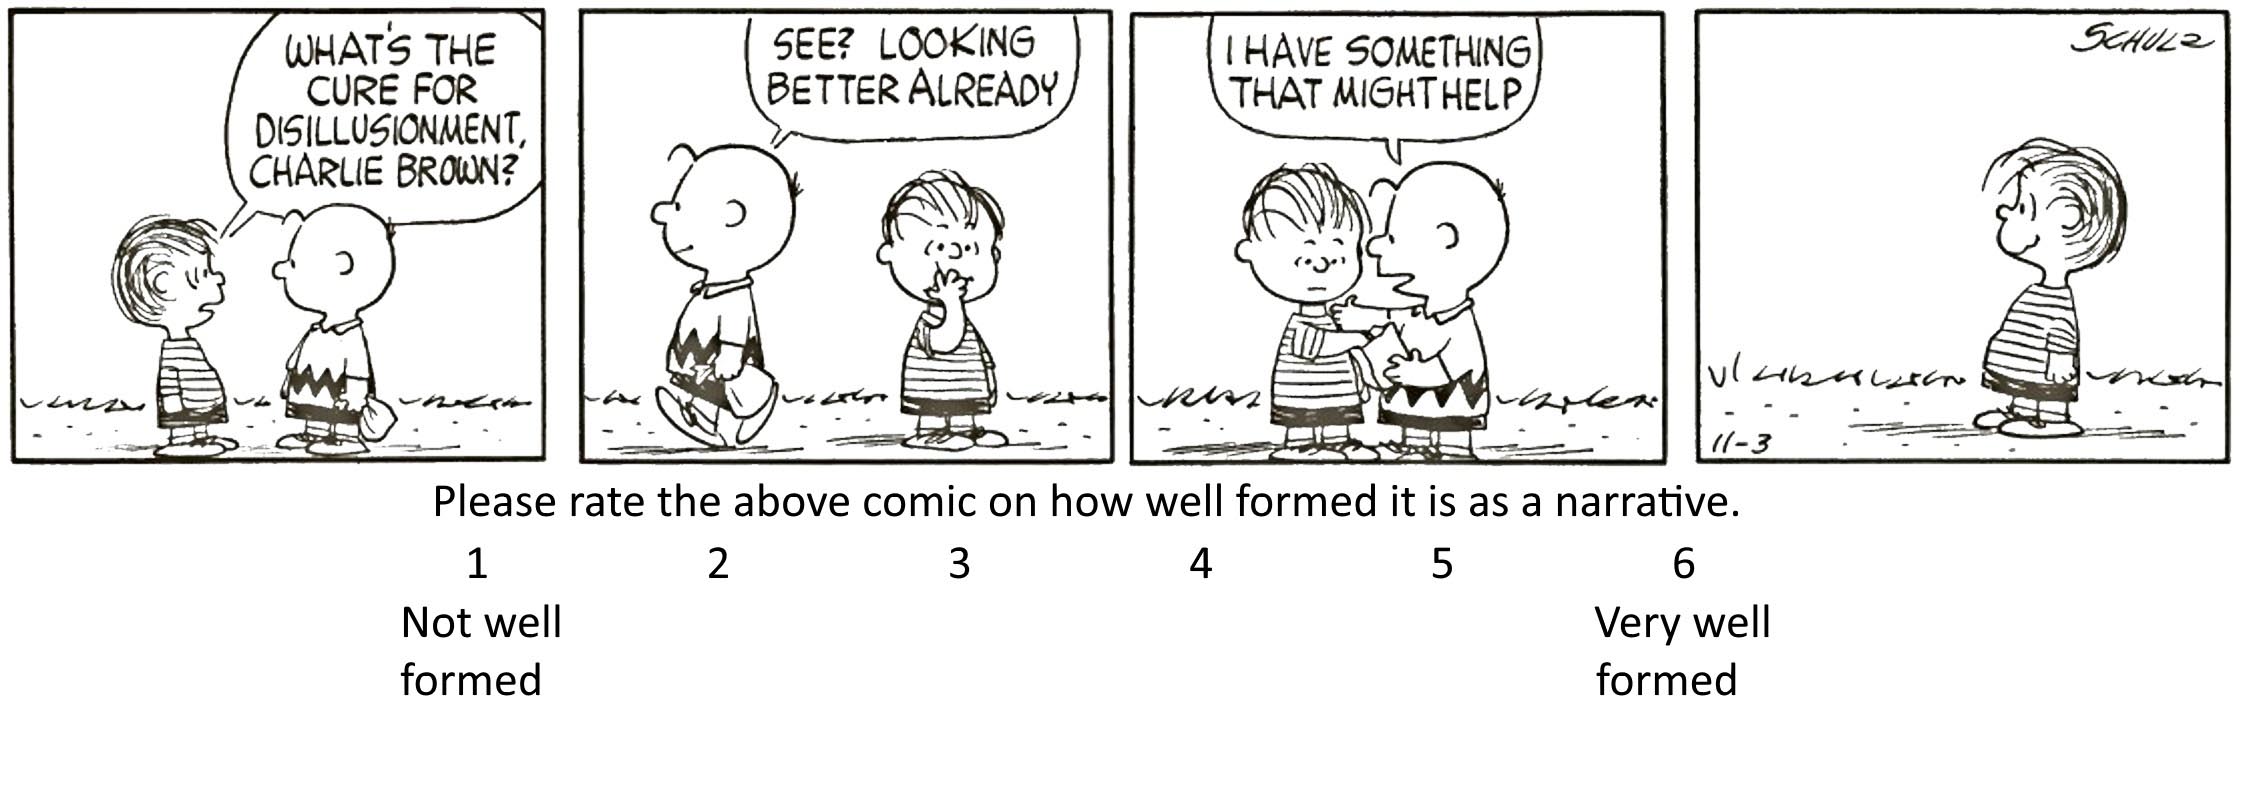 WHAT'S THE
CURE FOR
DISILLUSIONMENT,
CHARLIE BROWN?
SEE? LOOKING
BETTER ALREADY
I HAVE SOMETHING
THAT MIGHT HELP
SCHULZ
11-3
Please rate the above comic on how well formed it is as a narrative.
1 2 3 4 5 6
Not well
formed
Very well
formed